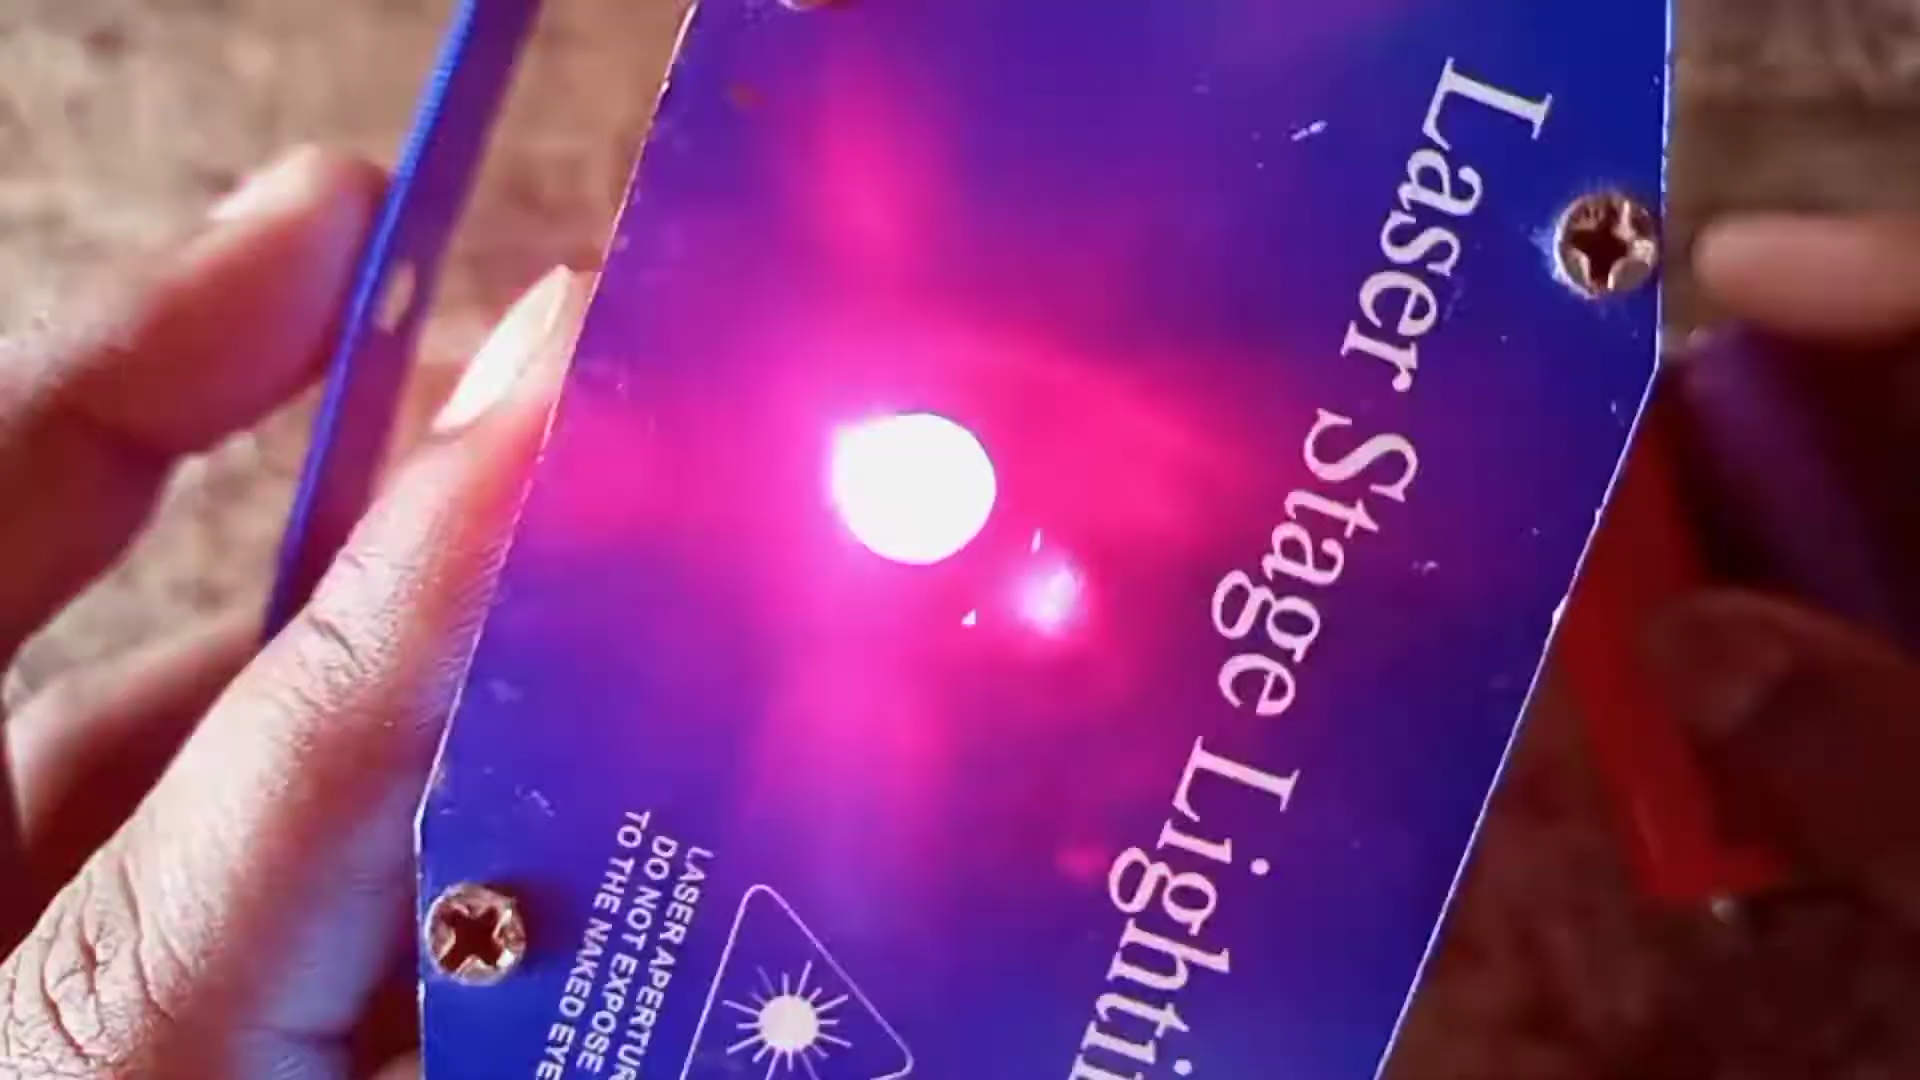 Laser Stage Lighti
LASER APERTUR
DO NOT EXPOSE
TO THE NAKED EYE